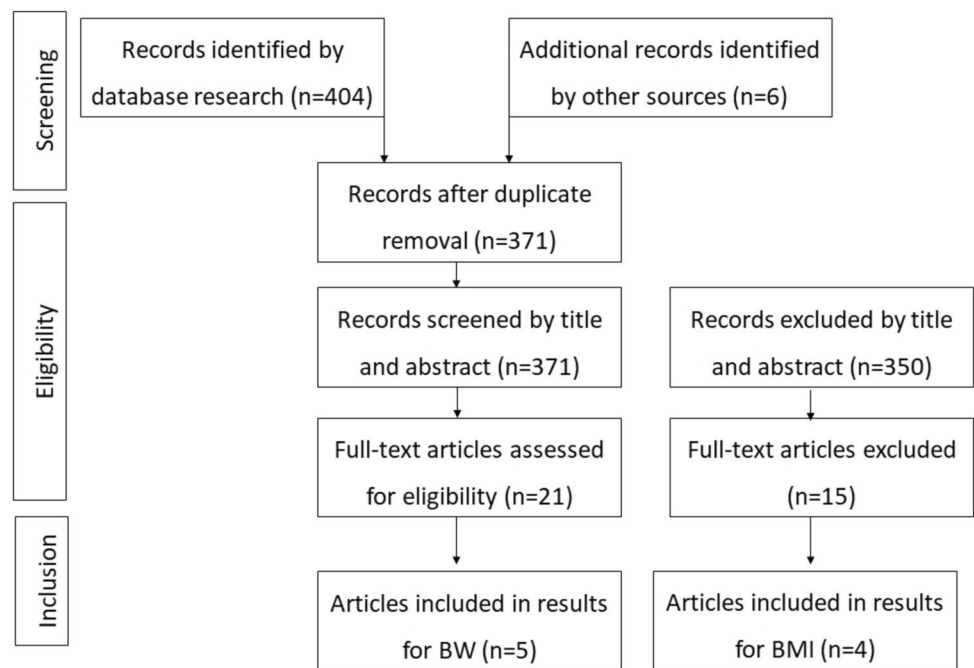 Screening
Records identified by
database research (n=404)
Additional records identified
by other sources (n=6)
Records after duplicate
removal (n=371)
Eligibility
Records screened by title
and abstract (n=371)
Records excluded by title
and abstract (n=350)
Full-text articles assessed
for eligibility (n=21)
Full-text articles excluded
(n=15)
Inclusion
Articles included in results
for BW (n=5)
Articles included in results
for BMI (n=4)